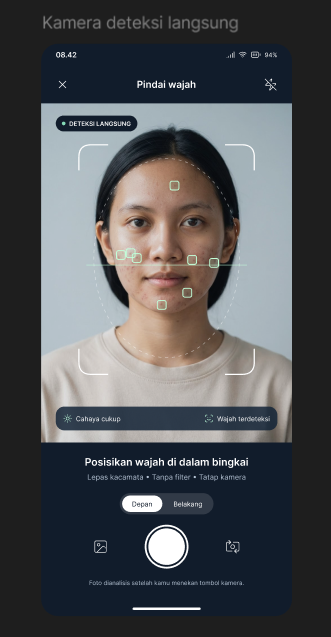 Kamera deteksi langsung
08.42
94%
Pindai wajah
DETEKSI LANGSUNG
Cahaya cukup
Wajah terdeteksi
Posisikan wajah di dalam bingkai
Lepas kacamata • Tanpa filter • Tatap kamera
Depan
Belakang
Foto dianalisis setelah kamu menekan tombol kamera.